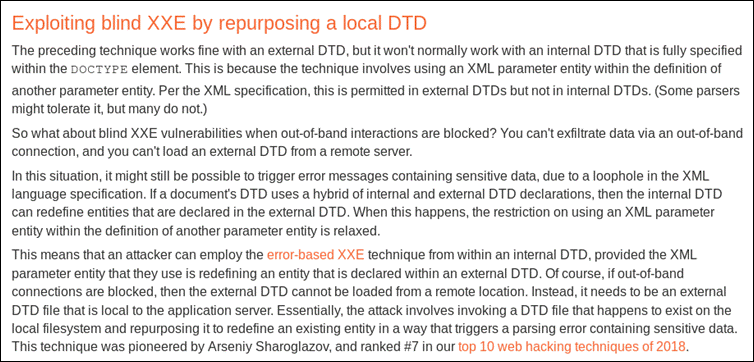 Exploiting blind XXE by repurposing a local DTD
The preceding technique works fine with an external DTD, but it won't normally work with an internal DTD that is fully specified
within the DOCTYPE element. This is because the technique involves using an XML parameter entity within the definition of
another parameter entity. Per the XML specification, this is permitted in external DTDs but not in internal DTDs. (Some parsers
might tolerate it, but many do not.)
So what about blind XXE vulnerabilities when out-of-band interactions are blocked? You can't exfiltrate data via an out-of-band
connection, and you can't load an external DTD from a remote server.
In this situation, it might still be possible to trigger error messages containing sensitive data, due to a loophole in the XML
language specification. If a document's DTD uses a hybrid of internal and external DTD declarations, then the internal DTD
can redefine entities that are declared in the external DTD. When this happens, the restriction on using an XML parameter
entity within the definition of another parameter entity is relaxed.
This means that an attacker can employ the error-based XXE technique from within an internal DTD, provided the XML
parameter entity that they use is redefining an entity that is declared within an external DTD. Of course, if out-of-band
connections are blocked, then the external DTD cannot be loaded from a remote location. Instead, it needs to be an external
DTD file that is local to the application server. Essentially, the attack involves invoking a DTD file that happens to exist on the
local filesystem and repurposing it to redefine an existing entity in a way that triggers a parsing error containing sensitive data.
This technique was pioneered by Arseniy Sharoglazov, and ranked #7 in our top 10 web hacking techniques of 2018.